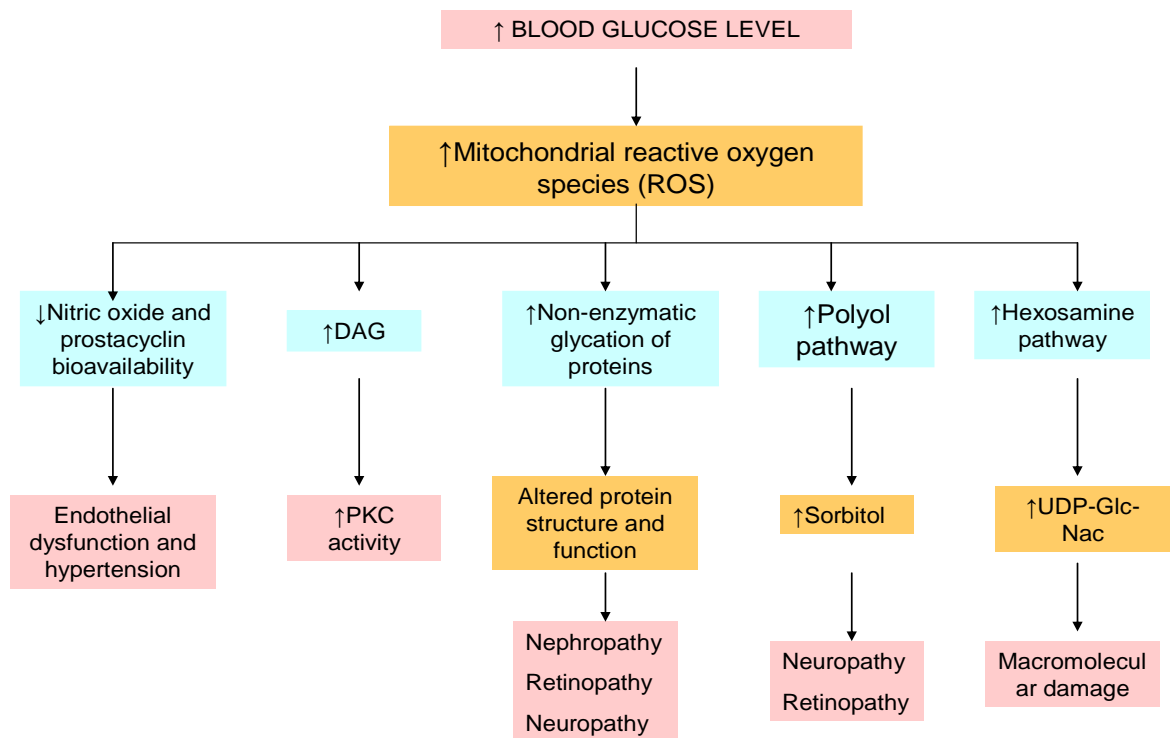 ↑ BLOOD GLUCOSE LEVEL
↑Mitochondrial reactive oxygen
species (ROS)
↓Nitric oxide and
prostacyclin
bioavailability
↑DAG
↑Non-enzymatic
glycation of
proteins
↑Polyol
pathway
↑Hexosamine
pathway
Endothelial
dysfunction and
hypertension
↑PKC
activity
Altered protein
structure and
function
↑Sorbitol
↑UDP-Glc-
Nac
Nephropathy
Retinopathy
Neuropathy
Neuropathy
Retinopathy
Macromolecul
ar damage